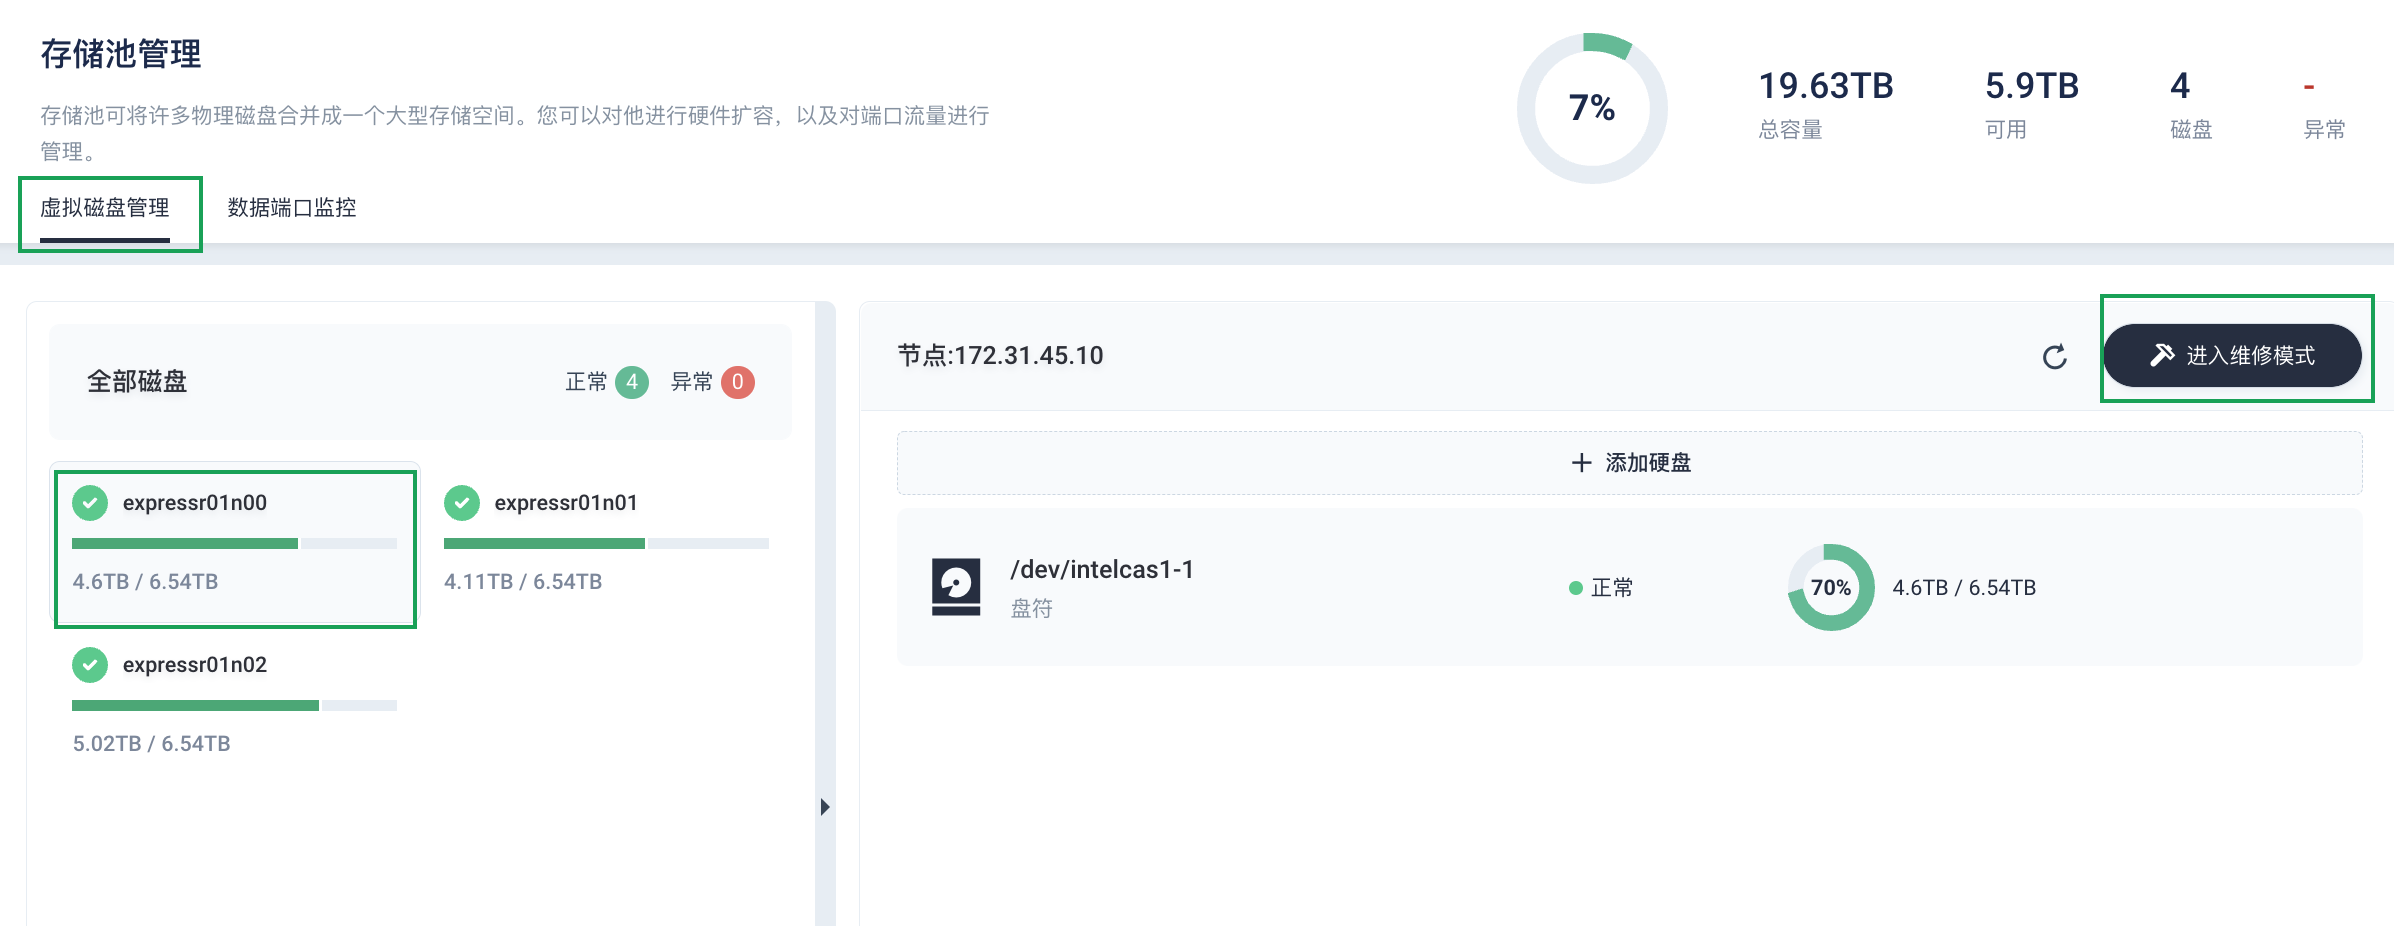 存储池管理
存储池可将许多物理磁盘合并成一个大型存储空间。您可以对他进行硬件扩容，以及对端口流量进行
管理。
7%
19.63TB
总容量
5.9TB
可用
4
磁盘
-
异常
虚拟磁盘管理
数据端口监控
全部磁盘
正常 4
异常 0
expressr01n00
4.6TB / 6.54TB
expressr01n01
4.11TB / 6.54TB
expressr01n02
5.02TB / 6.54TB
节点:172.31.45.10
进入维修模式
添加硬盘
/dev/intelcas1-1
盘符
正常
70%
4.6TB / 6.54TB